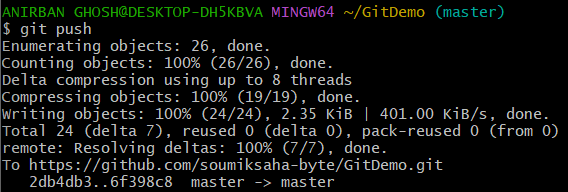 ANIRBAN GHOSH@DESKTOP-DH5KBVA MINGW64 ~/GitDemo (master)
$ git push
Enumerating objects: 26, done.
Counting objects: 100% (26/26), done.
Delta compression using up to 8 threads
Compressing objects: 100% (19/19), done.
Writing objects: 100% (24/24), 2.35 KiB | 401.00 KiB/s, done.
Total 24 (delta 7), reused 0 (delta 0), pack-reused 0 (from 0)
remote: Resolving deltas: 100% (7/7), done.
To https://github.com/soumiksaha-byte/GitDemo.git
   2db4db3..6f398c8  master -> master